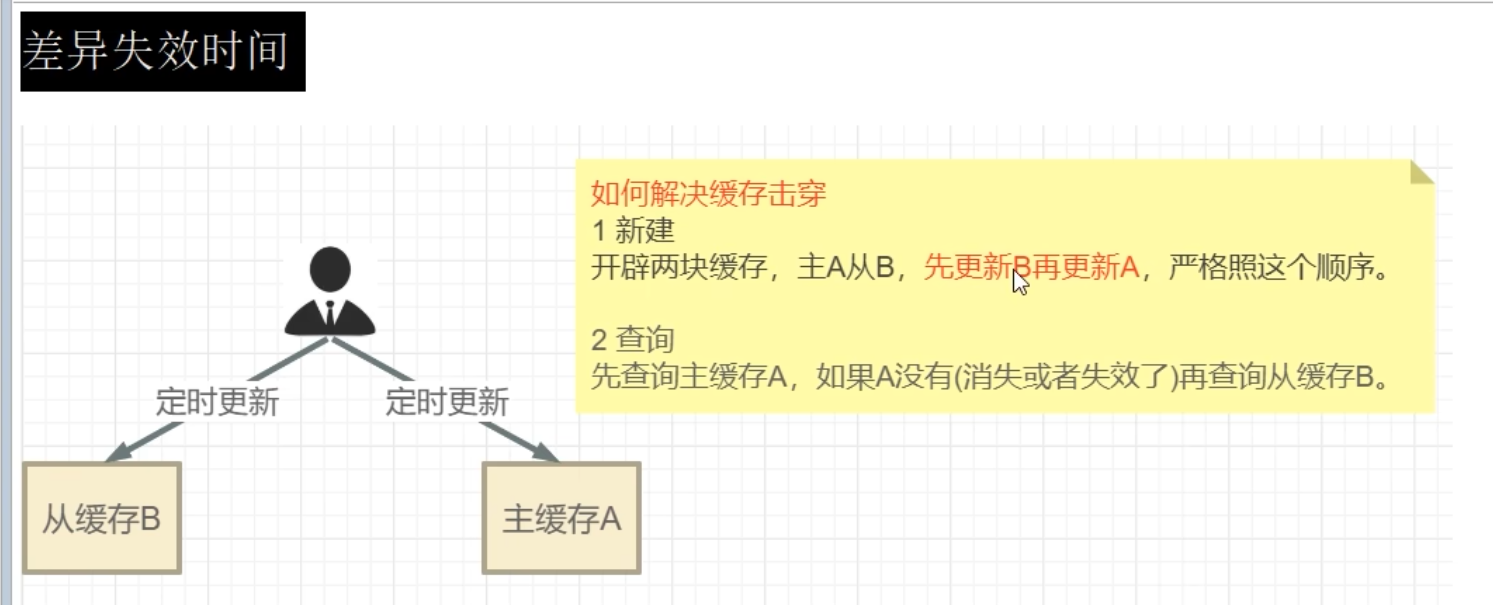 差异失效时间
如何解决缓存击穿
1 新建
开辟两块缓存，主A从B，先更新B再更新A，严格照这个顺序。
2 查询
先查询主缓存A，如果A没有(消失或者失效了)再查询从缓存B。
定时更新
定时更新
从缓存B
主缓存A